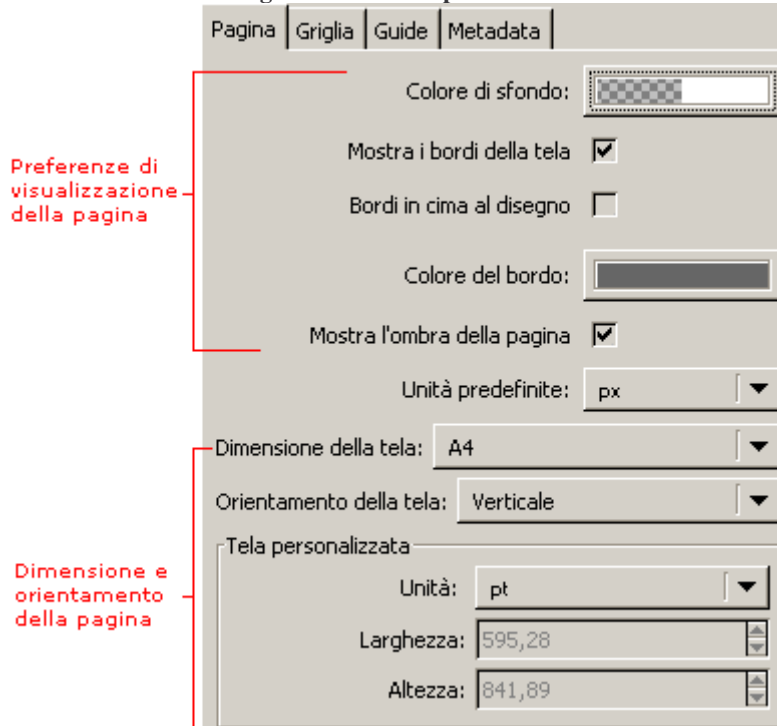 Pagina Griglia Guide Metadata
Colore di sfondo:
Mostra i bordi della tela
Preferenze di
visualizzazione
della pagina
Bordi in cima al disegno
Colore del bordo:
Mostra l'ombra della pagina
Unità predefinite: px
Dimensione della tela: A4
Orientamento della tela: Verticale
Tela personalizzata
Dimensione e
orientamento
della pagina
Unità: pt
Larghezza: 595,28
Altezza: 841,89